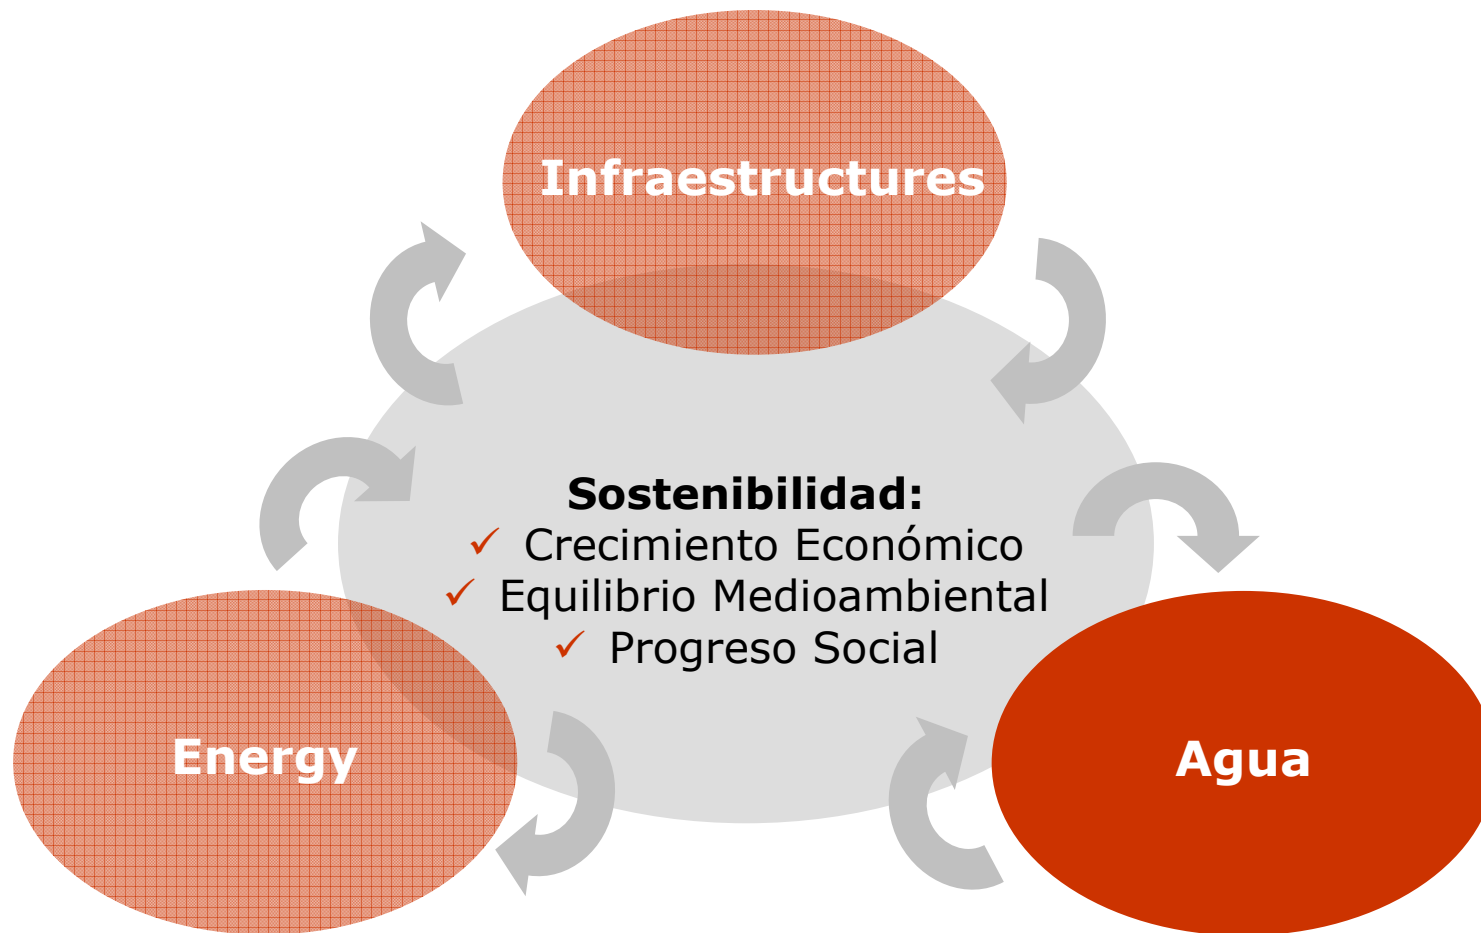 Infraestructures
Sostenibilidad:
✓ Crecimiento Económico
✓ Equilibrio Medioambiental
✓ Progreso Social
Energy
Agua